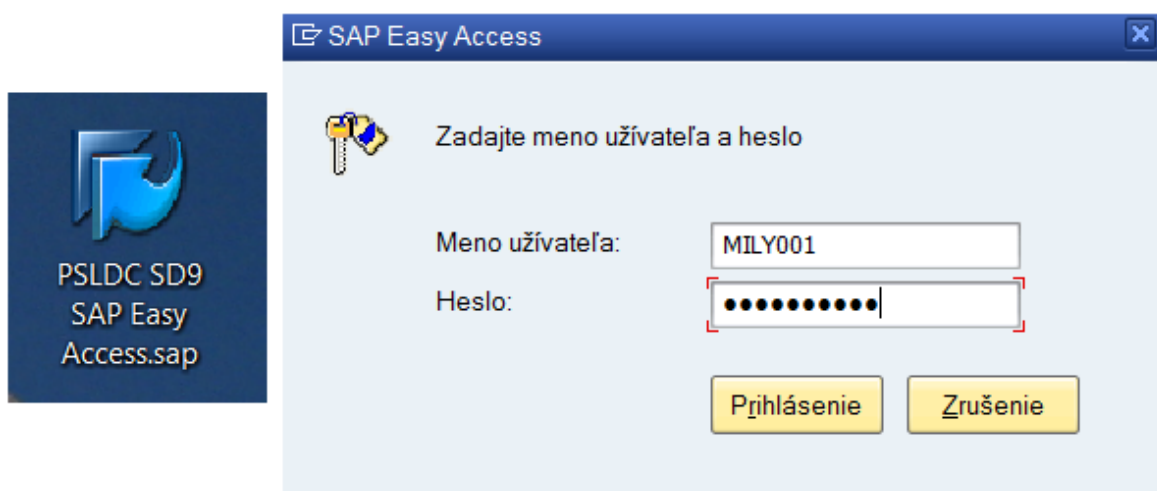 SAP Easy Access
PSLDC SD9
SAP Easy
Access.sap
Zadajte meno užívateľa a heslo
Meno užívateľa:
MILY001
Heslo:
●●●●●●●●●●
Prihlásenie
Zrušenie